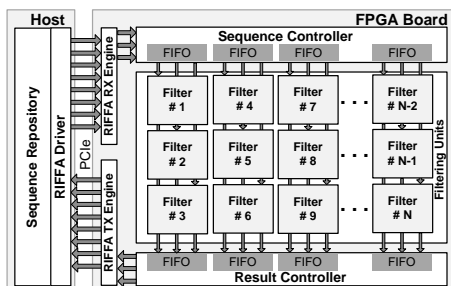 Host
FPGA Board
Sequence Repository
RIFFA Driver
PCIe
RIFFA RX Engine
RIFFA TX Engine
Sequence Controller
FIFO FIFO FIFO FIFO
Filter # 1
Filter # 4
Filter # 7
. . .
Filter # N-2
Filter # 2
Filter # 5
Filter # 8
Filter # N-1
Filter # 3
Filter # 6
Filter # 9
. . .
Filter # N
Filtering Units
FIFO FIFO FIFO FIFO
Result Controller